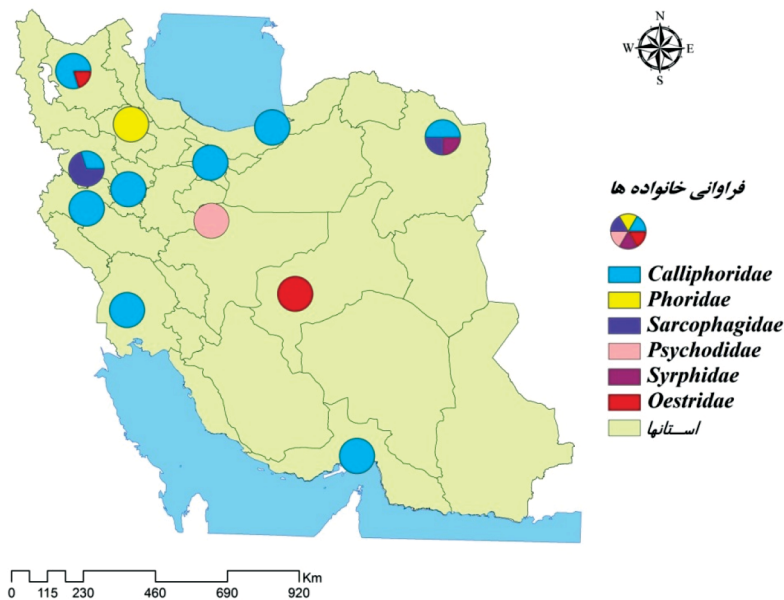 N
W E
S
فراوانی خانواده ها
Calliphoridae
Phoridae
Sarcophagidae
Psychodidae
Syrphidae
Oestridae
استانها
0 115 230 460 690 920 Km